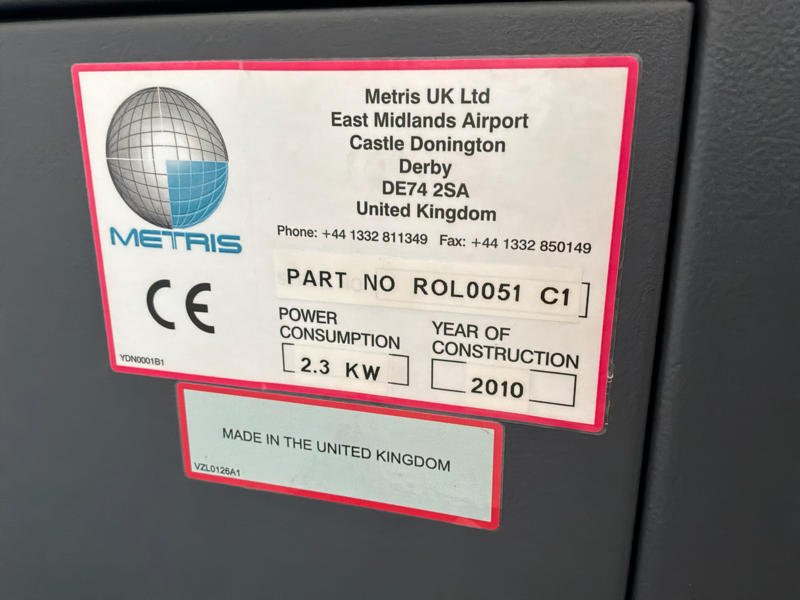 Metris UK Ltd
East Midlands Airport
Castle Donington
Derby
DE74 2SA
United Kingdom
Phone: +44 1332 811349 Fax: +44 1332 850149
METRIS
CE
PART NO ROL0051 C1
POWER
CONSUMPTION
2.3 KW
YEAR OF
CONSTRUCTION
2010
YDN0001B1
MADE IN THE UNITED KINGDOM
VZL0126A1